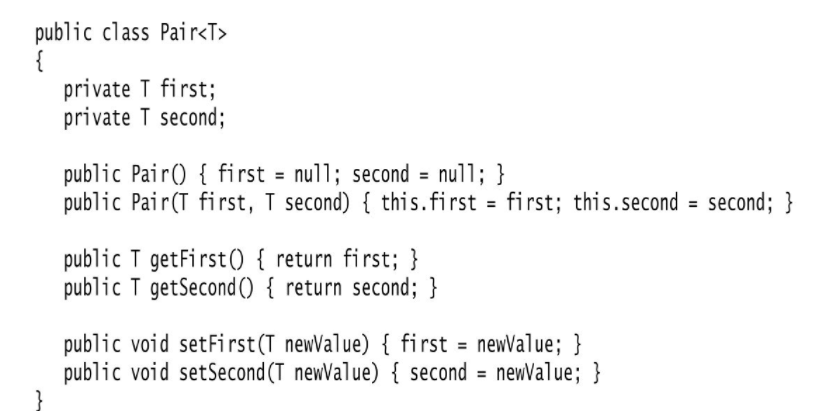 public class Pair<T>
{
private T first;
private T second;
public Pair() { first = null; second = null; }
public Pair(T first, T second) { this.first = first; this.second = second; }
public T getFirst() { return first; }
public T getSecond() { return second; }
public void setFirst(T newValue) { first = newValue; }
public void setSecond(T newValue) { second = newValue; }
}